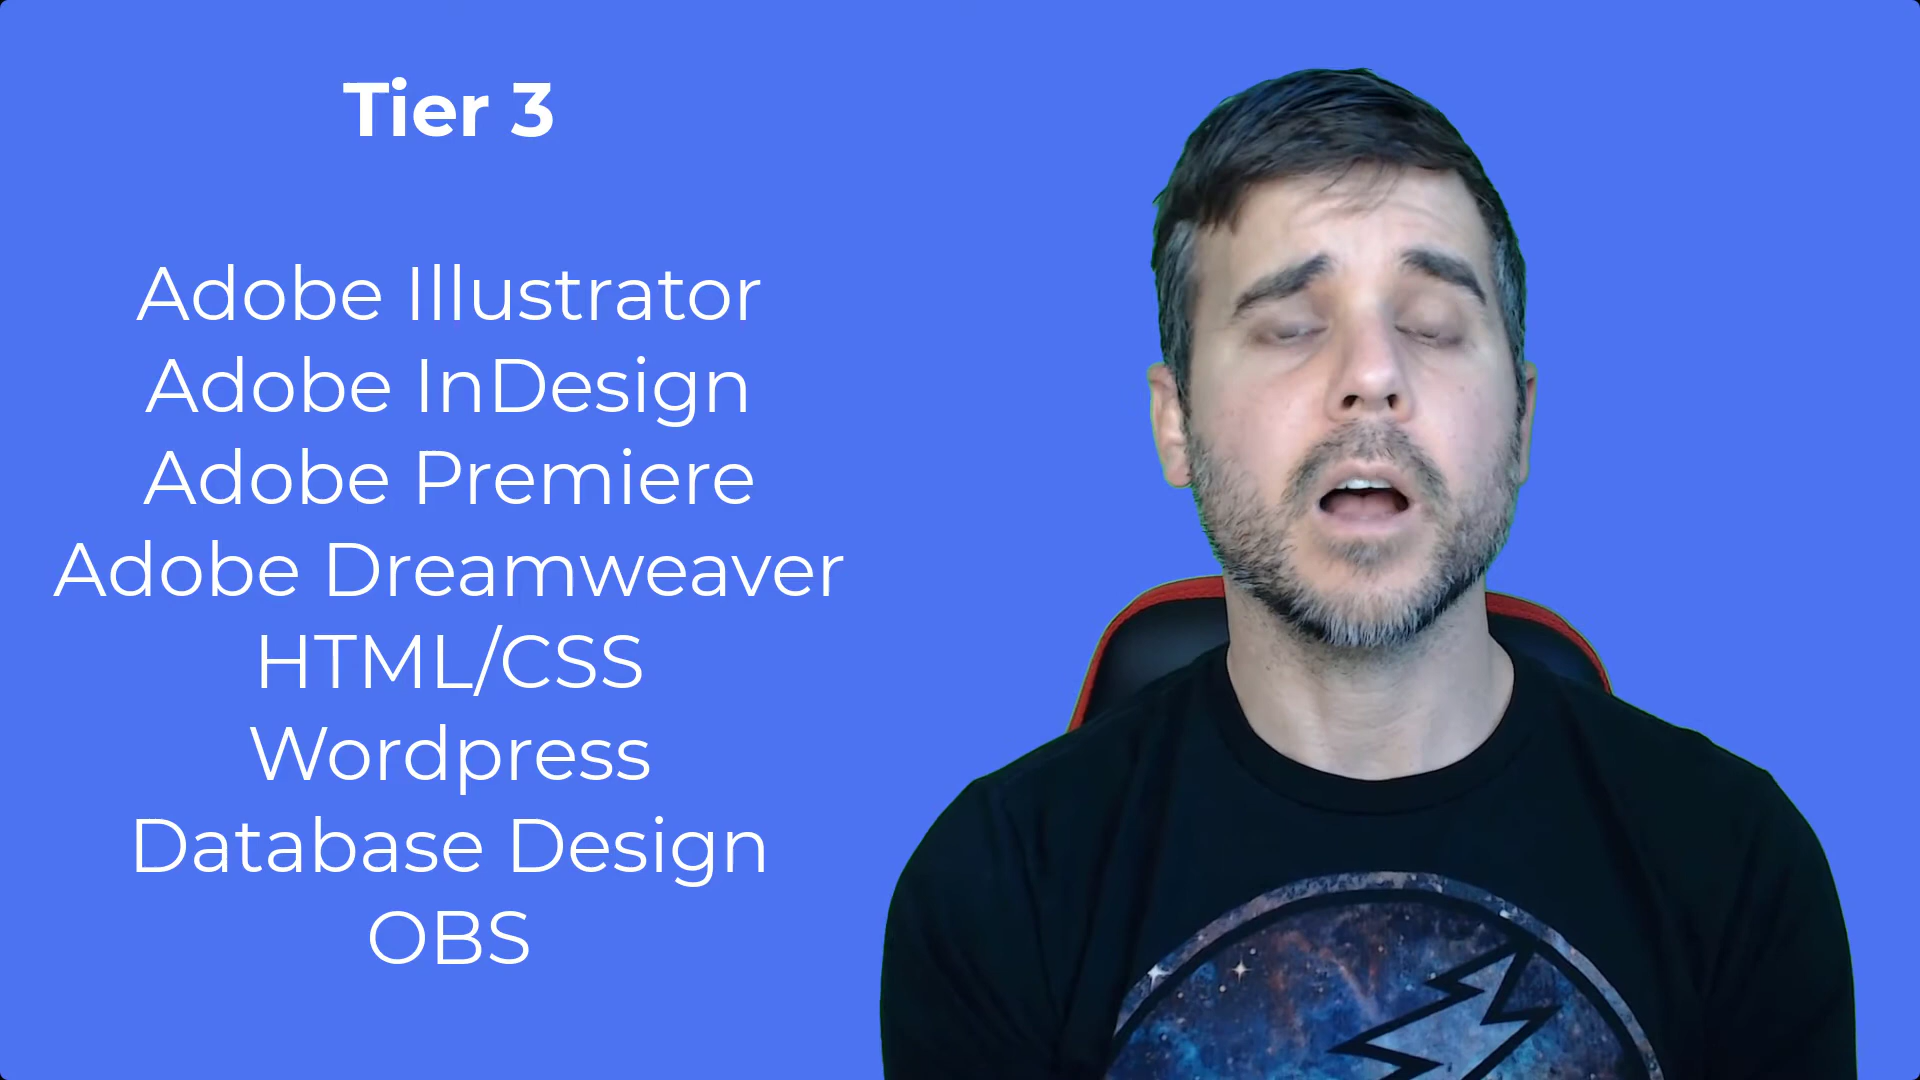 Tier 3
Adobe Illustrator
Adobe InDesign
Adobe Premiere
Adobe Dreamweaver
HTML/CSS
Wordpress
Database Design
OBS